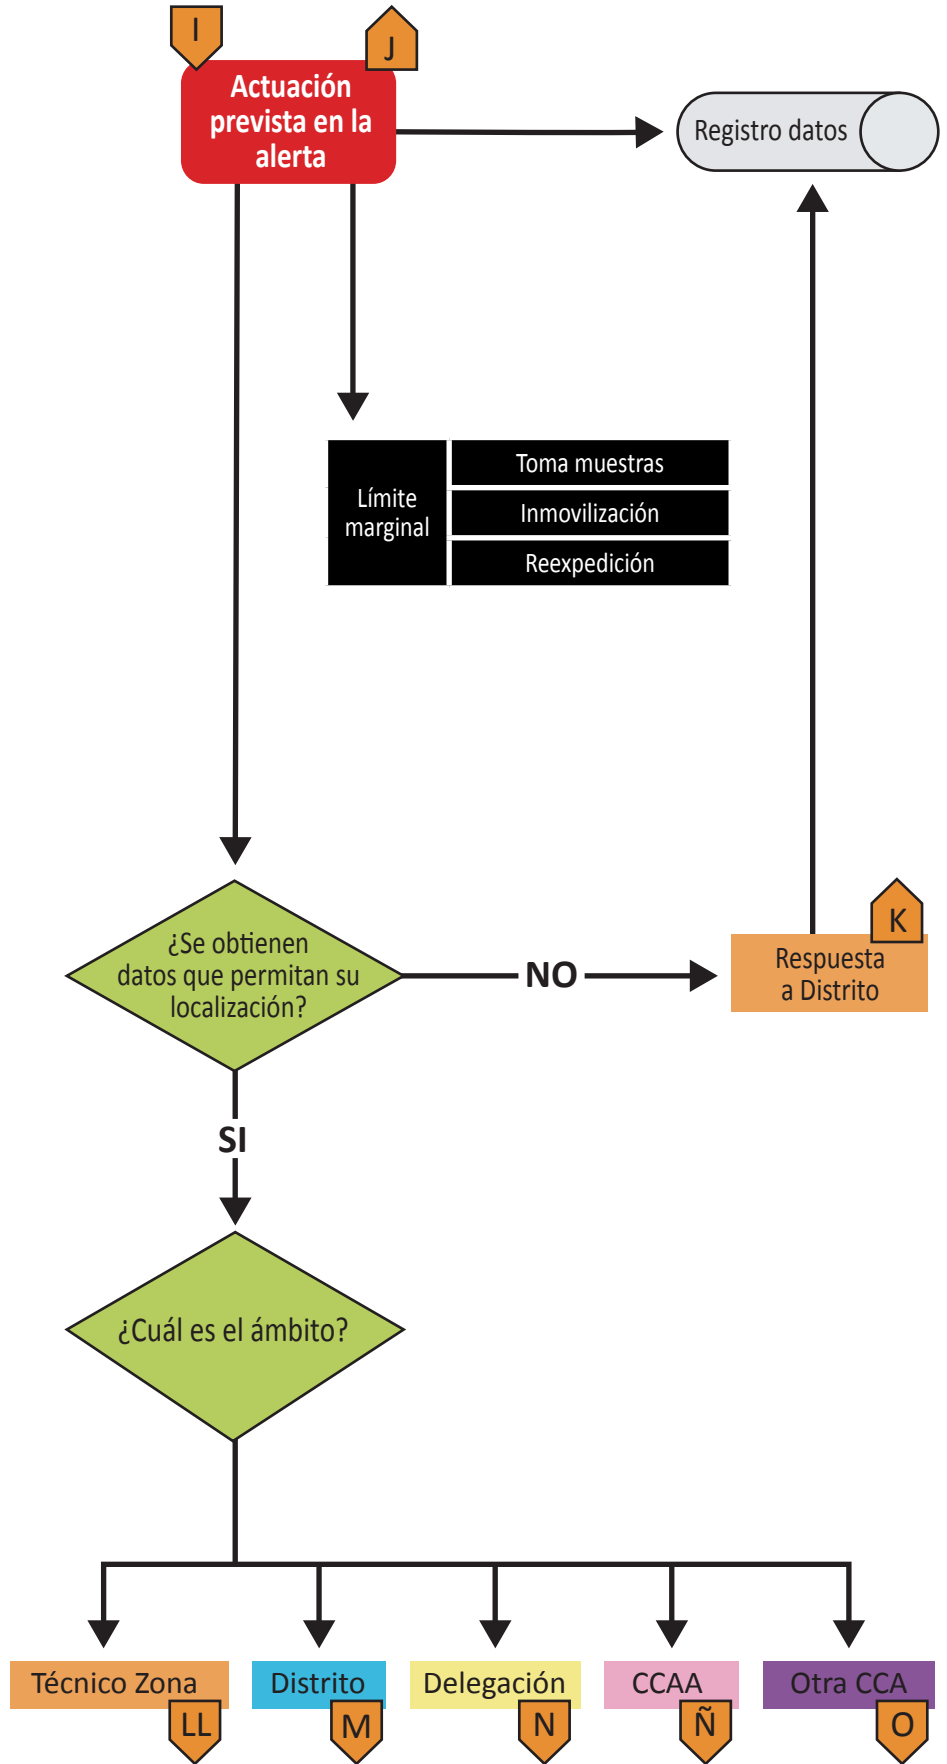 I
J
Actuación
prevista en la
alerta
Registro datos
Límite
marginal
Toma muestras
Inmovilización
Reexpedición
¿Se obtienen
datos que permitan su
localización?
NO
K
Respuesta
a Distrito
SI
¿Cuál es el ámbito?
Técnico Zona
Distrito
Delegación
CCAA
Otra CCA
LL
M
N
Ñ
O